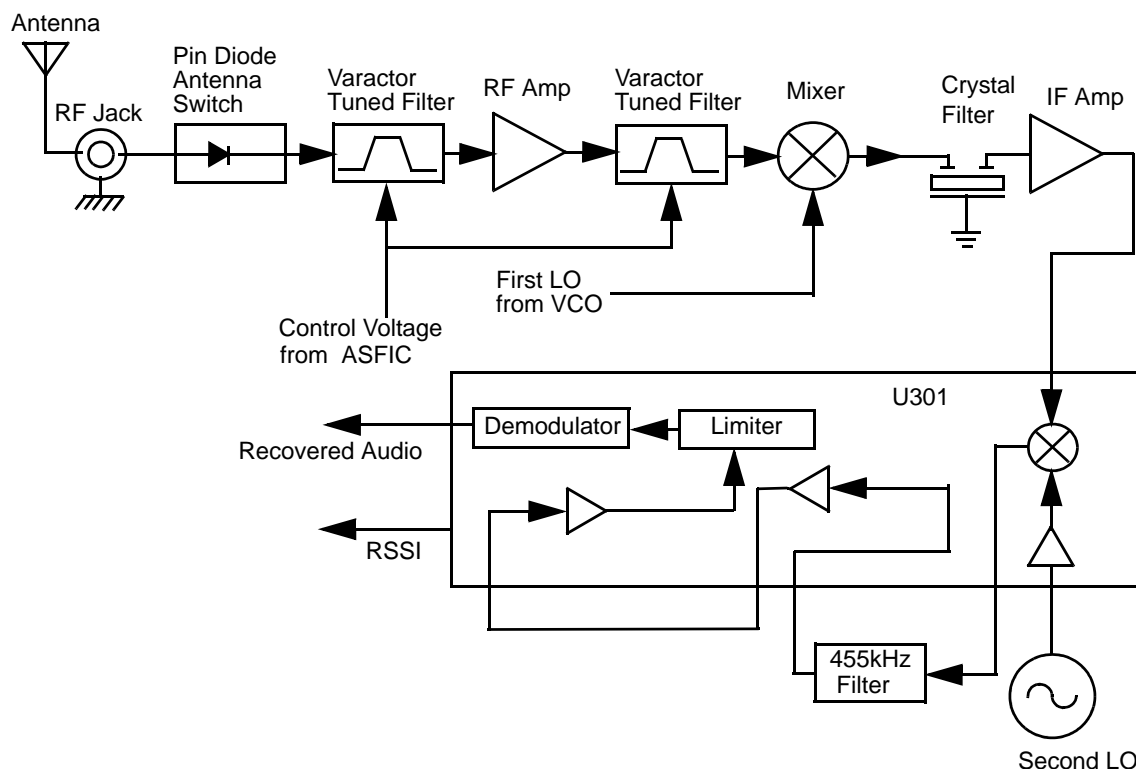 Antenna
Pin Diode
Antenna
Switch
RF Jack
Varactor
Tuned Filter
RF Amp
Varactor
Tuned Filter
Mixer
Crystal
Filter
IF Amp
First LO
from VCO
Control Voltage
from ASFIC
U301
Demodulator
Limiter
Recovered Audio
RSSI
455kHz
Filter
Second LO